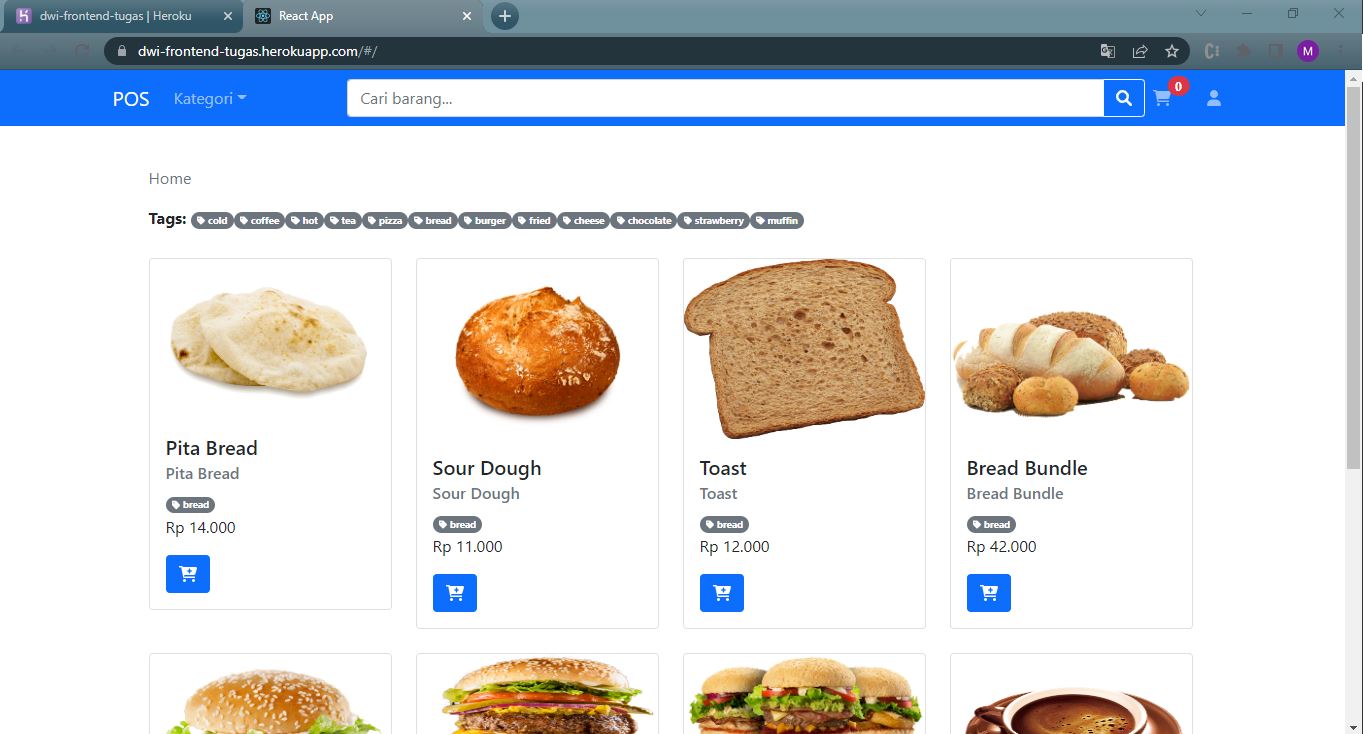 dwi-frontend-tugas | Heroku
React App
dwi-frontend-tugas.herokuapp.com/#/
M
POS Kategori Cari barang... 0
Home
Tags: cold coffee hot tea pizza bread burger fried cheese chocolate strawberry muffin
Pita Bread
Pita Bread
bread
Rp 14.000
Sour Dough
Sour Dough
bread
Rp 11.000
Toast
Toast
bread
Rp 12.000
Bread Bundle
Bread Bundle
bread
Rp 42.000